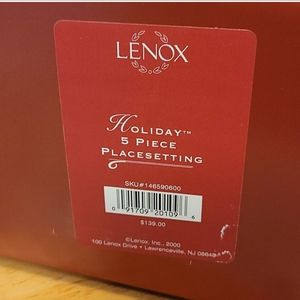 LENOX
HOLIDAY™
5 PIECE
PLACESETTING
SKU#146590600
0 91709 20109 6
$139.00
©Lenox, Inc., 2000
100 Lenox Drive • Lawrenceville, NJ 08648